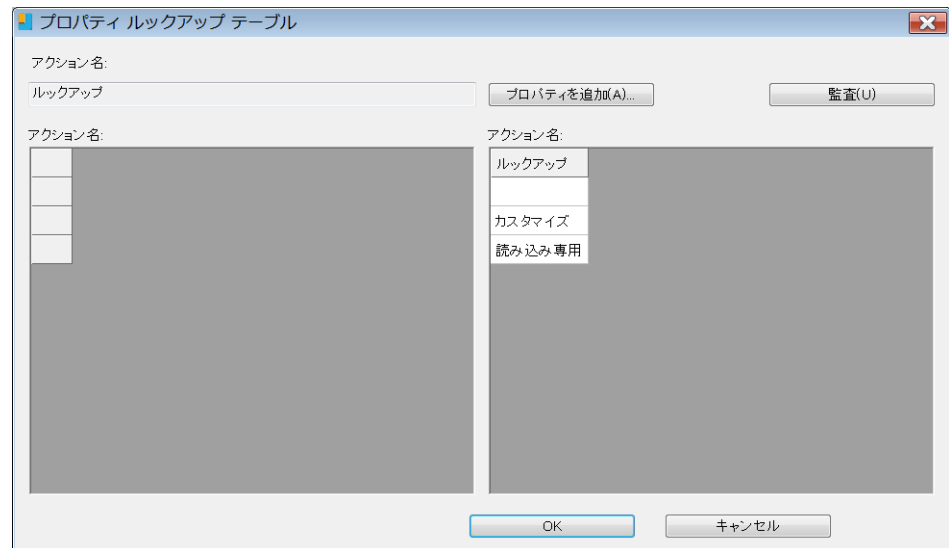 プロパティ ルックアップ テーブル
アクション名:
ルックアップ
プロパティを追加(A)...
監査(U)
アクション名:
アクション名:
ルックアップ
カスタマイズ
読み込み専用
OK
キャンセル